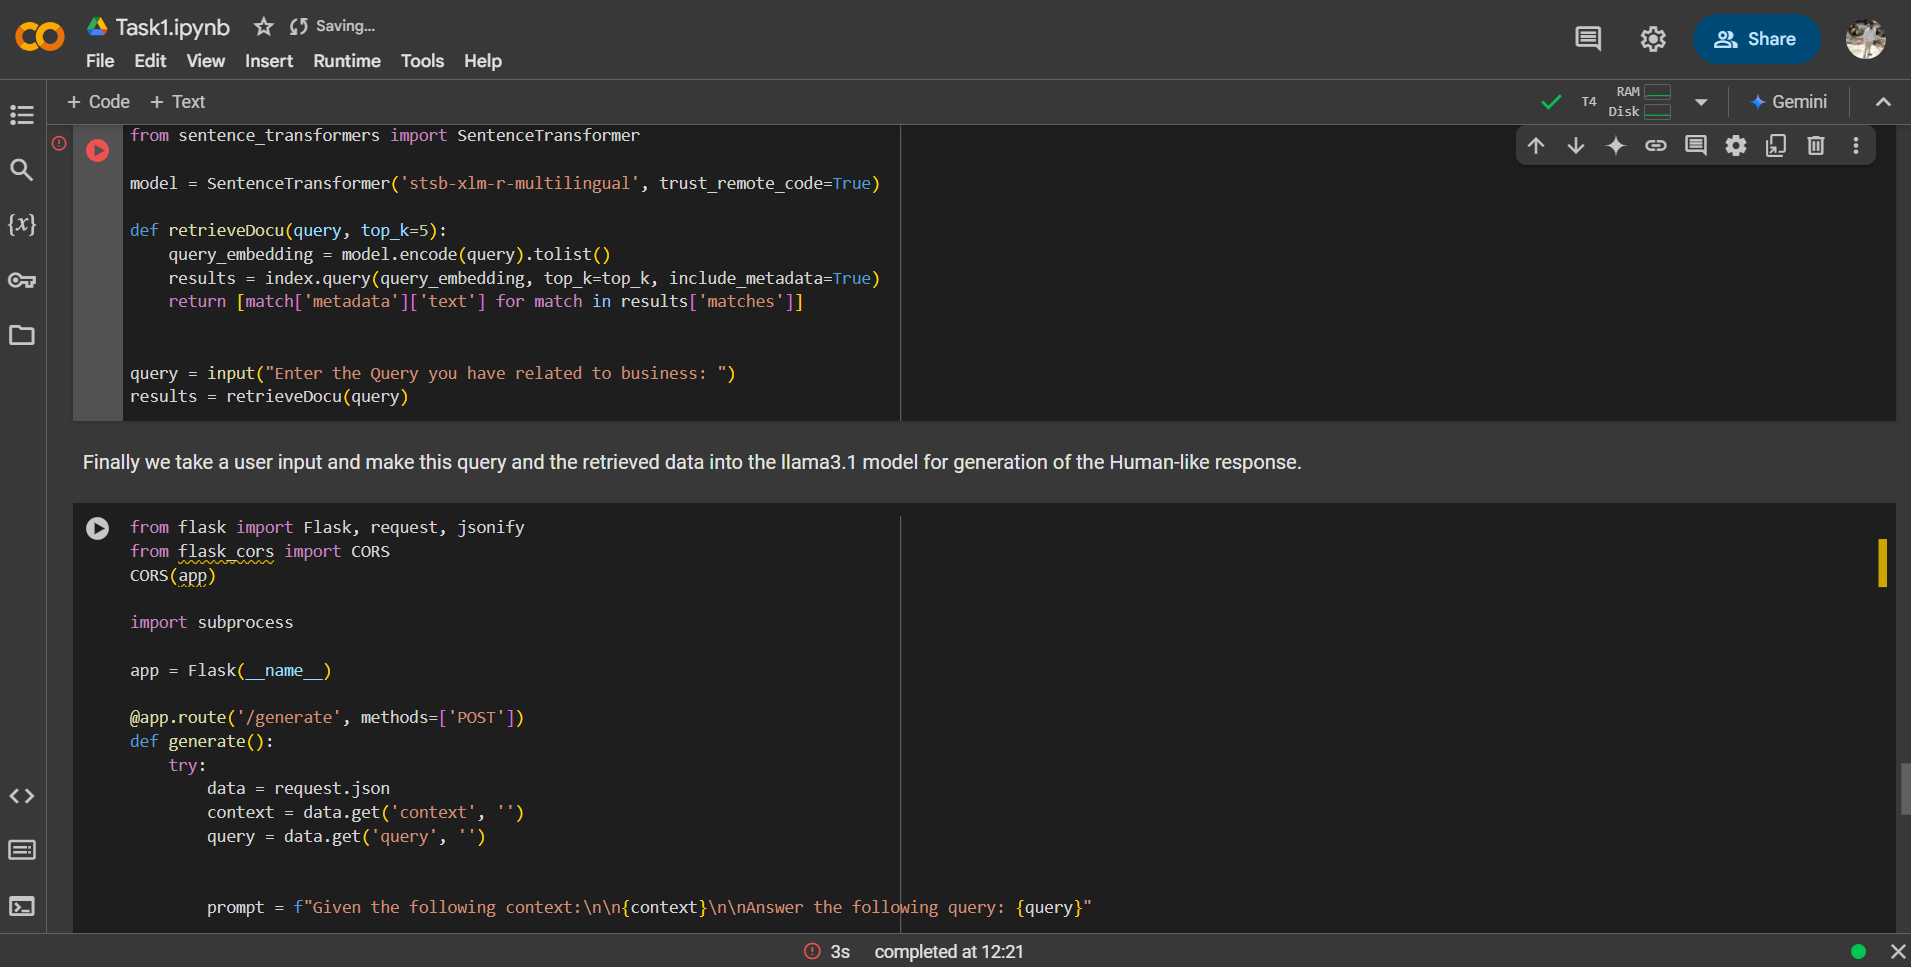 Task1.ipynb
Saving...
File Edit View Insert Runtime Tools Help
Share
+ Code + Text
T4
RAM
Disk
Gemini
from sentence_transformers import SentenceTransformer
model = SentenceTransformer('stsb-xlm-r-multilingual', trust_remote_code=True)
def retrieveDocu(query, top_k=5):
    query_embedding = model.encode(query).tolist()
    results = index.query(query_embedding, top_k=top_k, include_metadata=True)
    return [match['metadata']['text'] for match in results['matches']]
query = input("Enter the Query you have related to business: ")
results = retrieveDocu(query)
Finally we take a user input and make this query and the retrieved data into the llama3.1 model for generation of the Human-like response.
from flask import Flask, request, jsonify
from flask_cors import CORS
CORS(app)
import subprocess
app = Flask(__name__)
@app.route('/generate', methods=['POST'])
def generate():
    try:
        data = request.json
        context = data.get('context', '')
        query = data.get('query', '')
        prompt = f"Given the following context:\n\n{context}\n\nAnswer the following query: {query}"
3s completed at 12:21